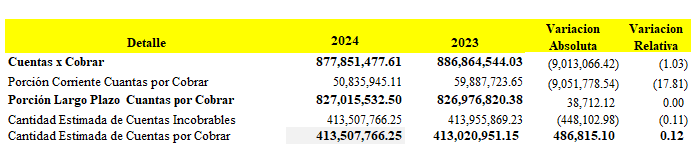 Detalle 2024 2023 Variacion Absoluta Variacion Relativa
Cuentas x Cobrar 877,851,477.61 886,864,544.03 (9,013,066.42) (1.03)
Porción Corriente Cuantas por Cobrar 50,835,945.11 59,887,723.65 (9,051,778.54) (17.81)
Porción Largo Plazo Cuantas por Cobrar 827,015,532.50 826,976,820.38 38,712.12 0.00
Cantidad Estimada de Cuentas Incobrables 413,507,766.25 413,955,869.23 (448,102.98) (0.11)
Cantidad Estimada de Cuentas por Cobrar 413,507,766.25 413,020,951.15 486,815.10 0.12